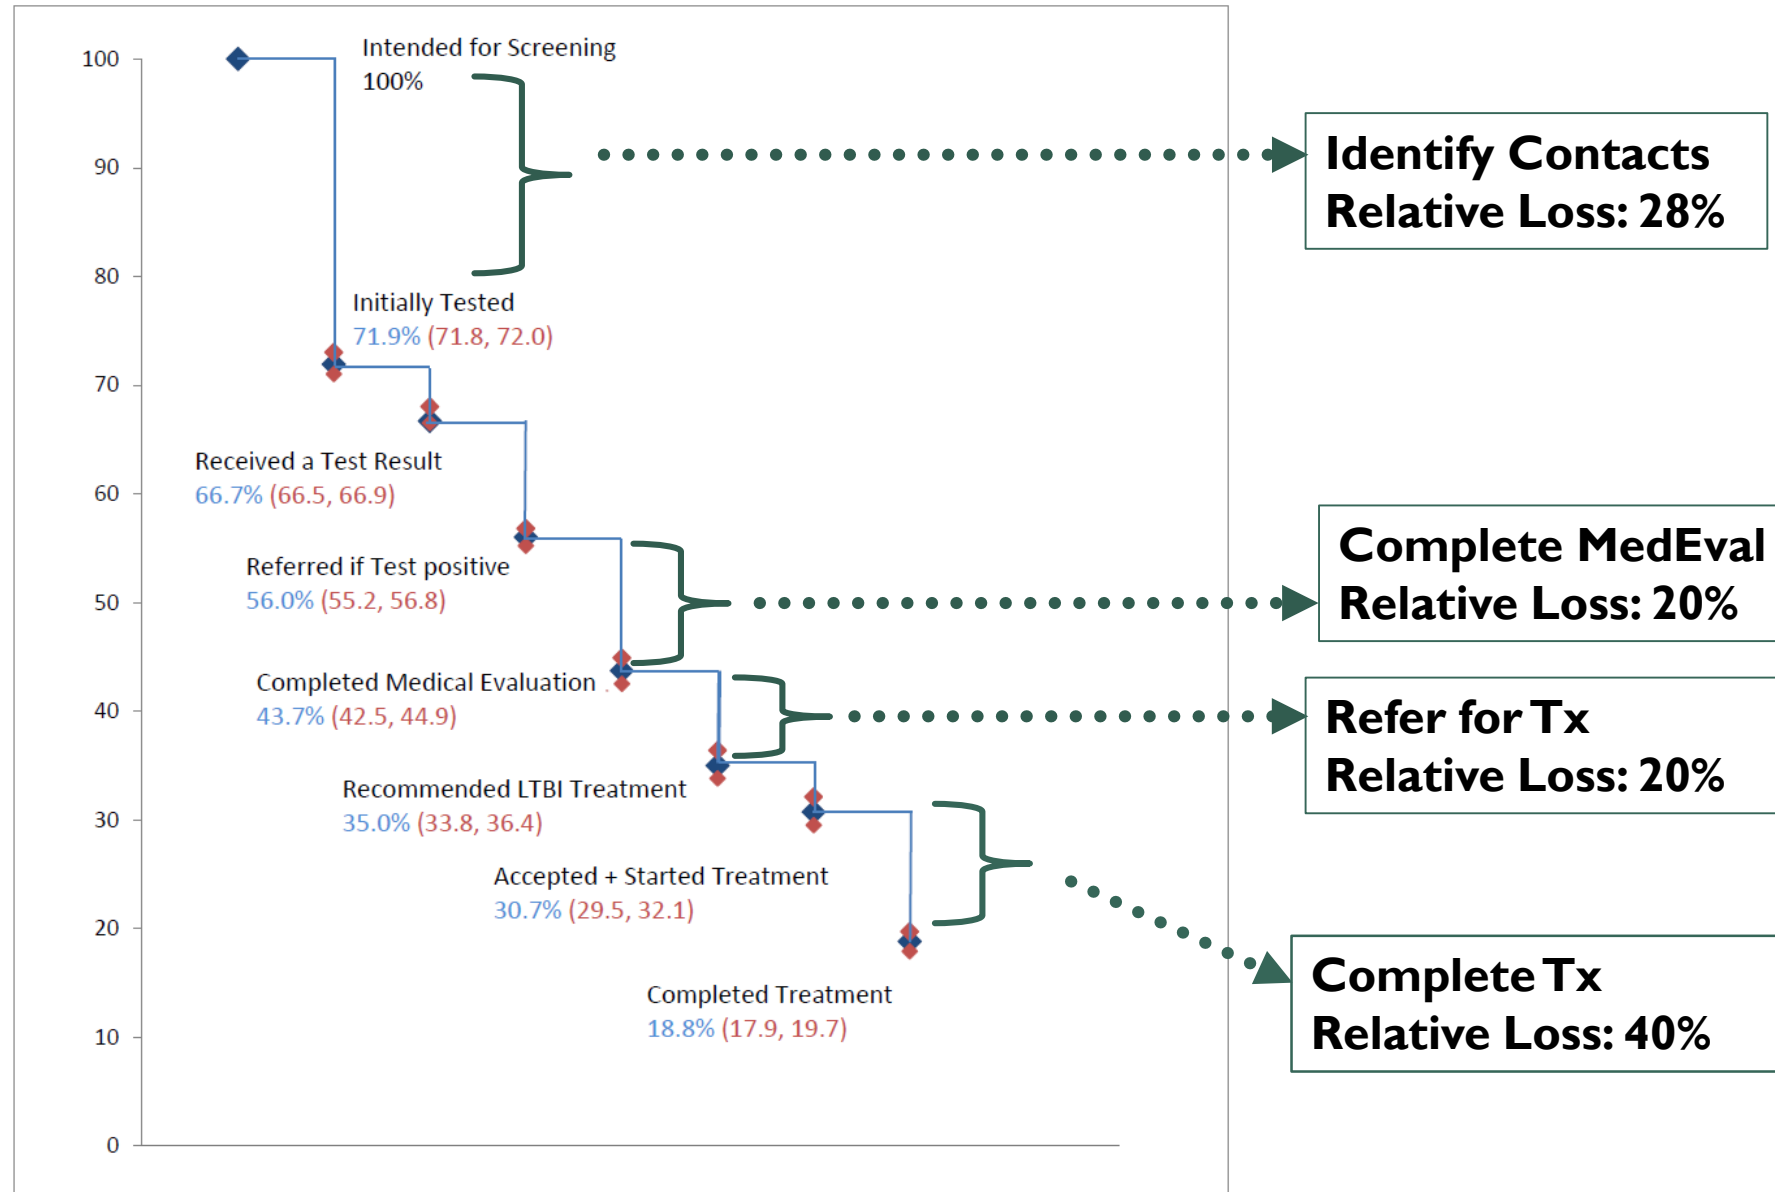 100
90
80
70
60
50
40
30
20
10
0
Intended for Screening
100%
Initially Tested
71.9% (71.8, 72.0)
Received a Test Result
66.7% (66.5, 66.9)
Referred if Test positive
56.0% (55.2, 56.8)
Completed Medical Evaluation
43.7% (42.5, 44.9)
Recommended LTBI Treatment
35.0% (33.8, 36.4)
Accepted + Started Treatment
30.7% (29.5, 32.1)
Completed Treatment
18.8% (17.9, 19.7)
Identify Contacts
Relative Loss: 28%
Complete MedEval
Relative Loss: 20%
Refer for Tx
Relative Loss: 20%
Complete Tx
Relative Loss: 40%